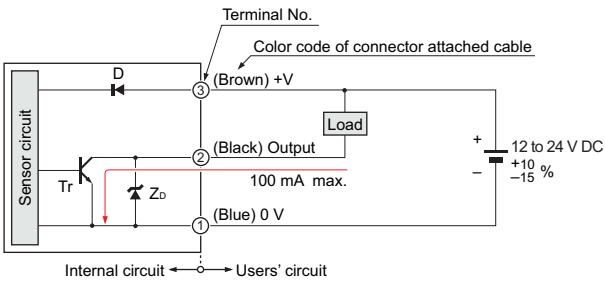 Terminal No.
Color code of connector attached cable
D
③ (Brown) +V
Sensor circuit
Load
+
12 to 24 V DC
+10
–15 %
–
② (Black) Output
Tr
ZD
100 mA max.
① (Blue) 0 V
Internal circuit
Users' circuit